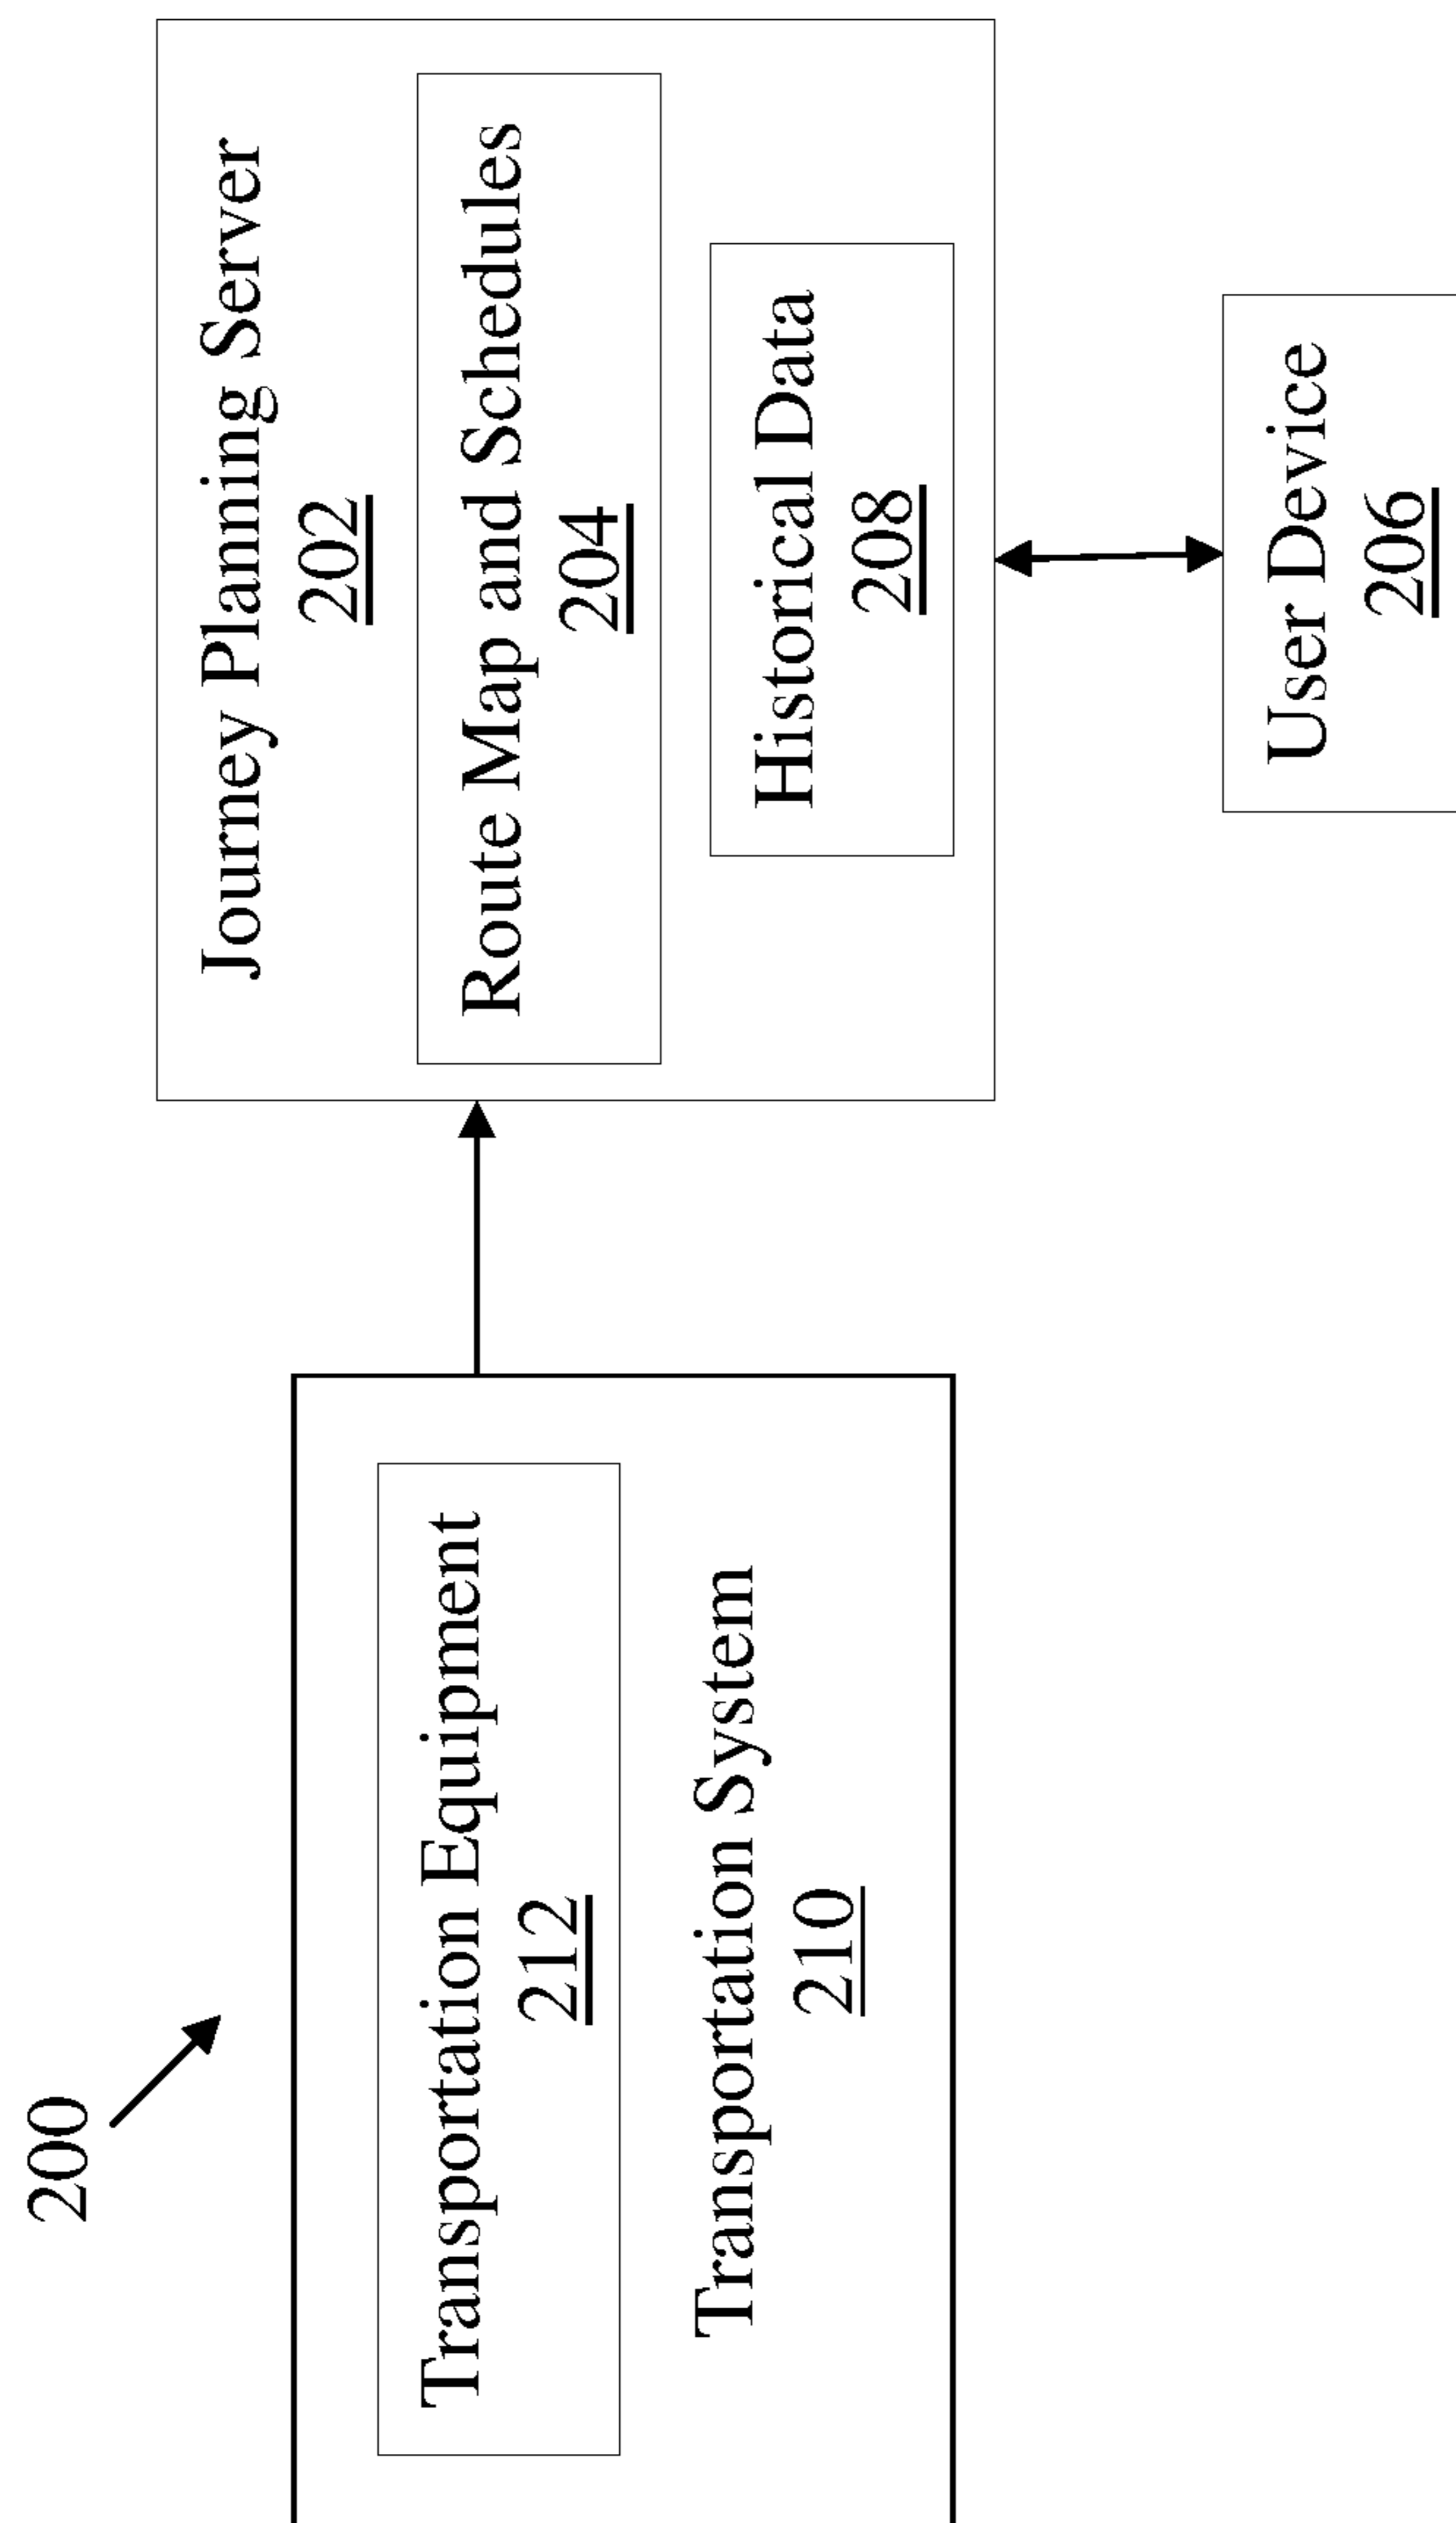 200
Transportation Equipment
212
Transportation System
210
Journey Planning Server
202
Route Map and Schedules
204
Historical Data
208
User Device
206